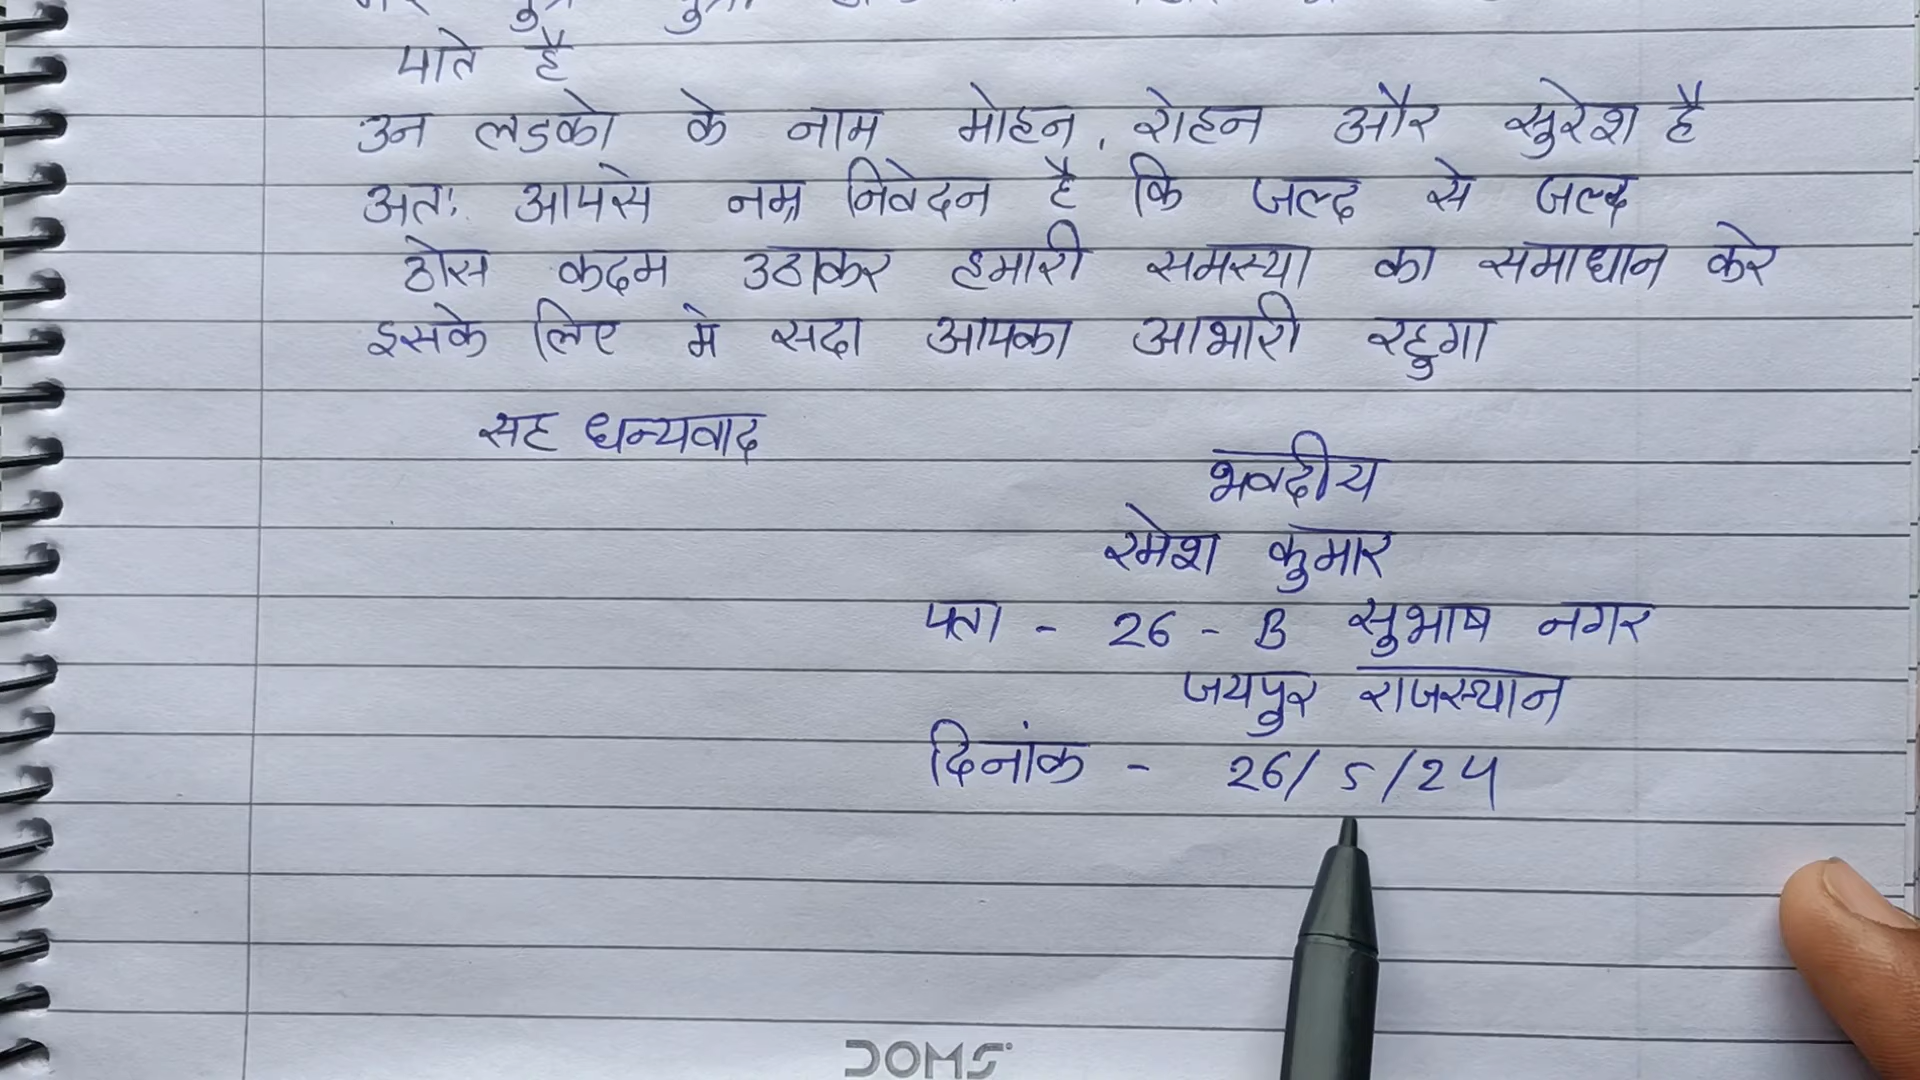 पाते है
उन लडको के नाम मोहन, रोहन और सुरेश है
अतः आपसे नम्र निवेदन है कि जल्द से जल्द
ठोस कदम उठाकर हमारी समस्या का समाधान करे
इसके लिए मे सदा आपका आभारी रहुगा
सह धन्यवाद
भवदीय
रमेश कुमार
पता - 26 - B सुभाष नगर
जयपुर राजस्थान
दिनांक - 26/5/24
DOMS